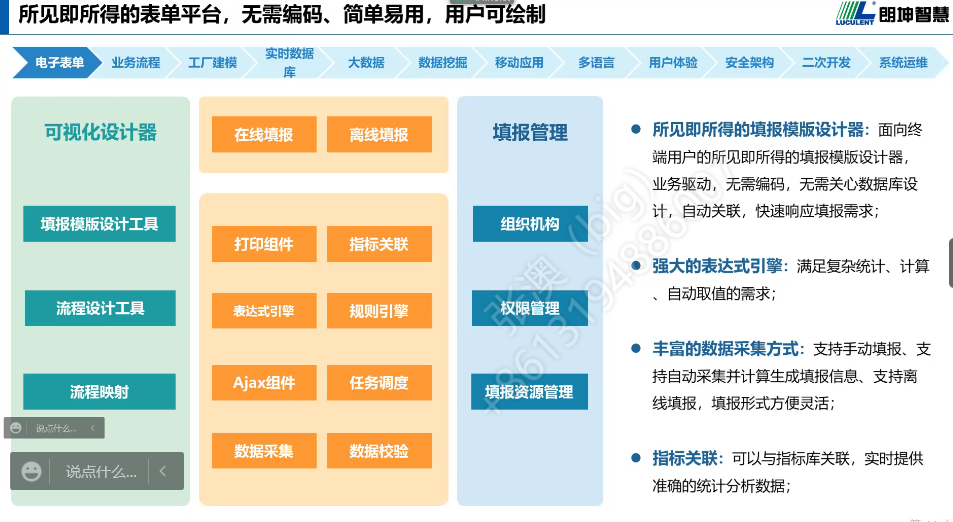 所见即所得的表单平台，无需编码、简单易用，用户可绘制
LUCULENT 朗坤智慧
电子表单
业务流程
工厂建模
实时数据
库
大数据
数据挖掘
移动应用
多语言
用户体验
安全架构
二次开发
系统运维
可视化设计器
填报模版设计工具
流程设计工具
流程映射
在线填报
离线填报
打印组件
指标关联
表达式引擎
规则引擎
Ajax组件
任务调度
数据采集
数据校验
填报管理
组织机构
权限管理
填报资源管理
所见即所得的填报模版设计器：面向终
端用户的所见即所得的填报模版设计器，
业务驱动，无需编码，无需关心数据库设
计，自动关联，快速响应填报需求；
强大的表达式引擎：满足复杂统计、计算
、自动取值的需求；
丰富的数据采集方式：支持手动填报、支
持自动采集并计算生成填报信息、支持离
线填报，填报形式方便灵活；
指标关联：可以与指标库关联，实时提供
准确的统计分析数据；
说点什么...
说点什么...
张澳（big）